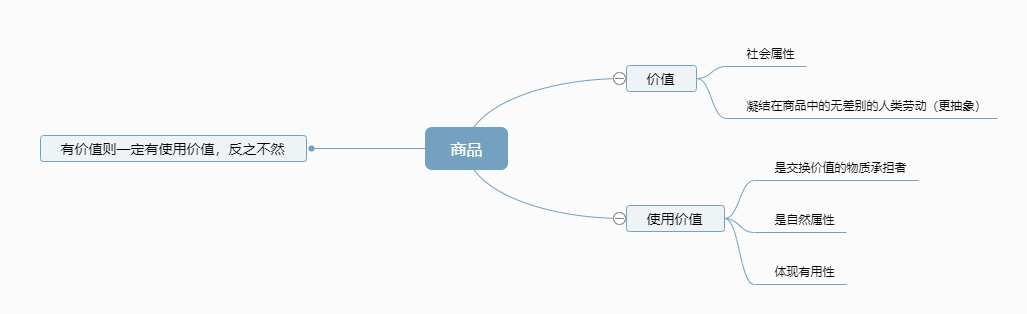 商品
有价值则一定有使用价值，反之不然
价值
社会属性
凝结在商品中的无差别的人类劳动（更抽象）
使用价值
是交换价值的物质承担者
是自然属性
体现有用性